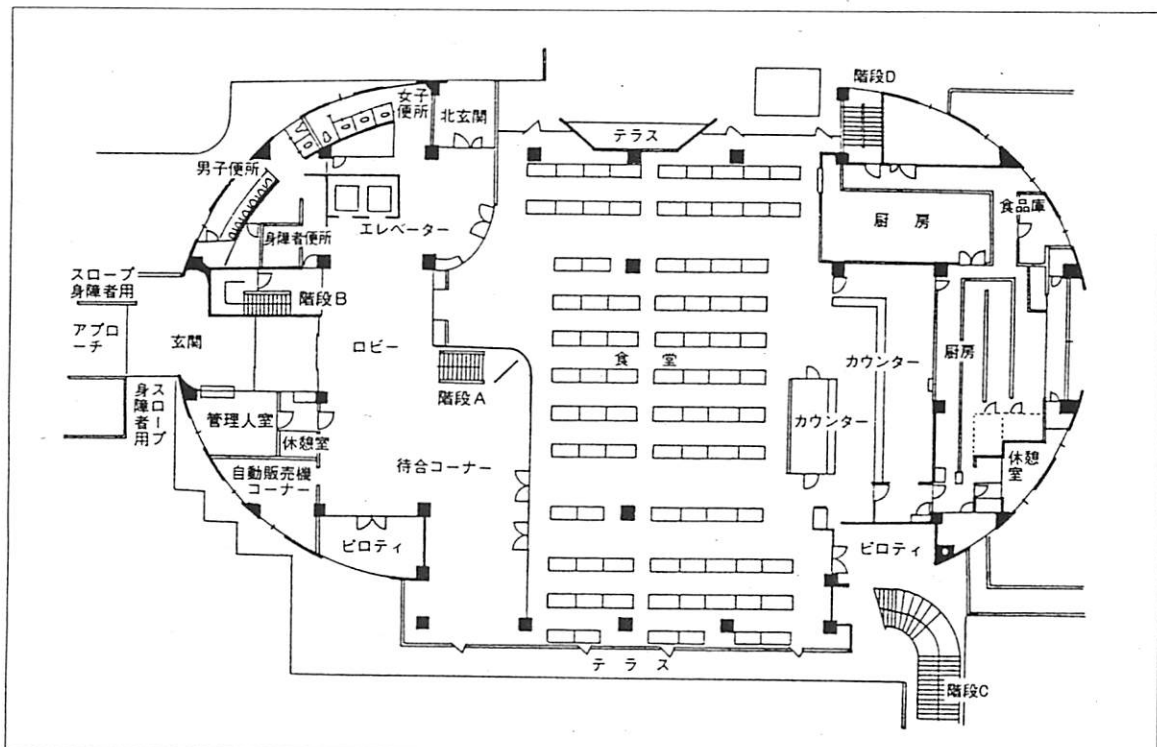 階段D
女子
便所
北玄関
テラス
男子便所
食品庫
厨 房
エレベーター
身障者便所
スロープ
身障者用
階段B
アプロ
ーチ
玄関
ロビー
食 堂
カウンター
厨房
階段A
スロープ
身障者用
管理人室
休憩室
カウンター
待合コーナー
自動販売機
コーナー
休憩
室
ピロティ
ピロティ
テ ラ ス
階段C